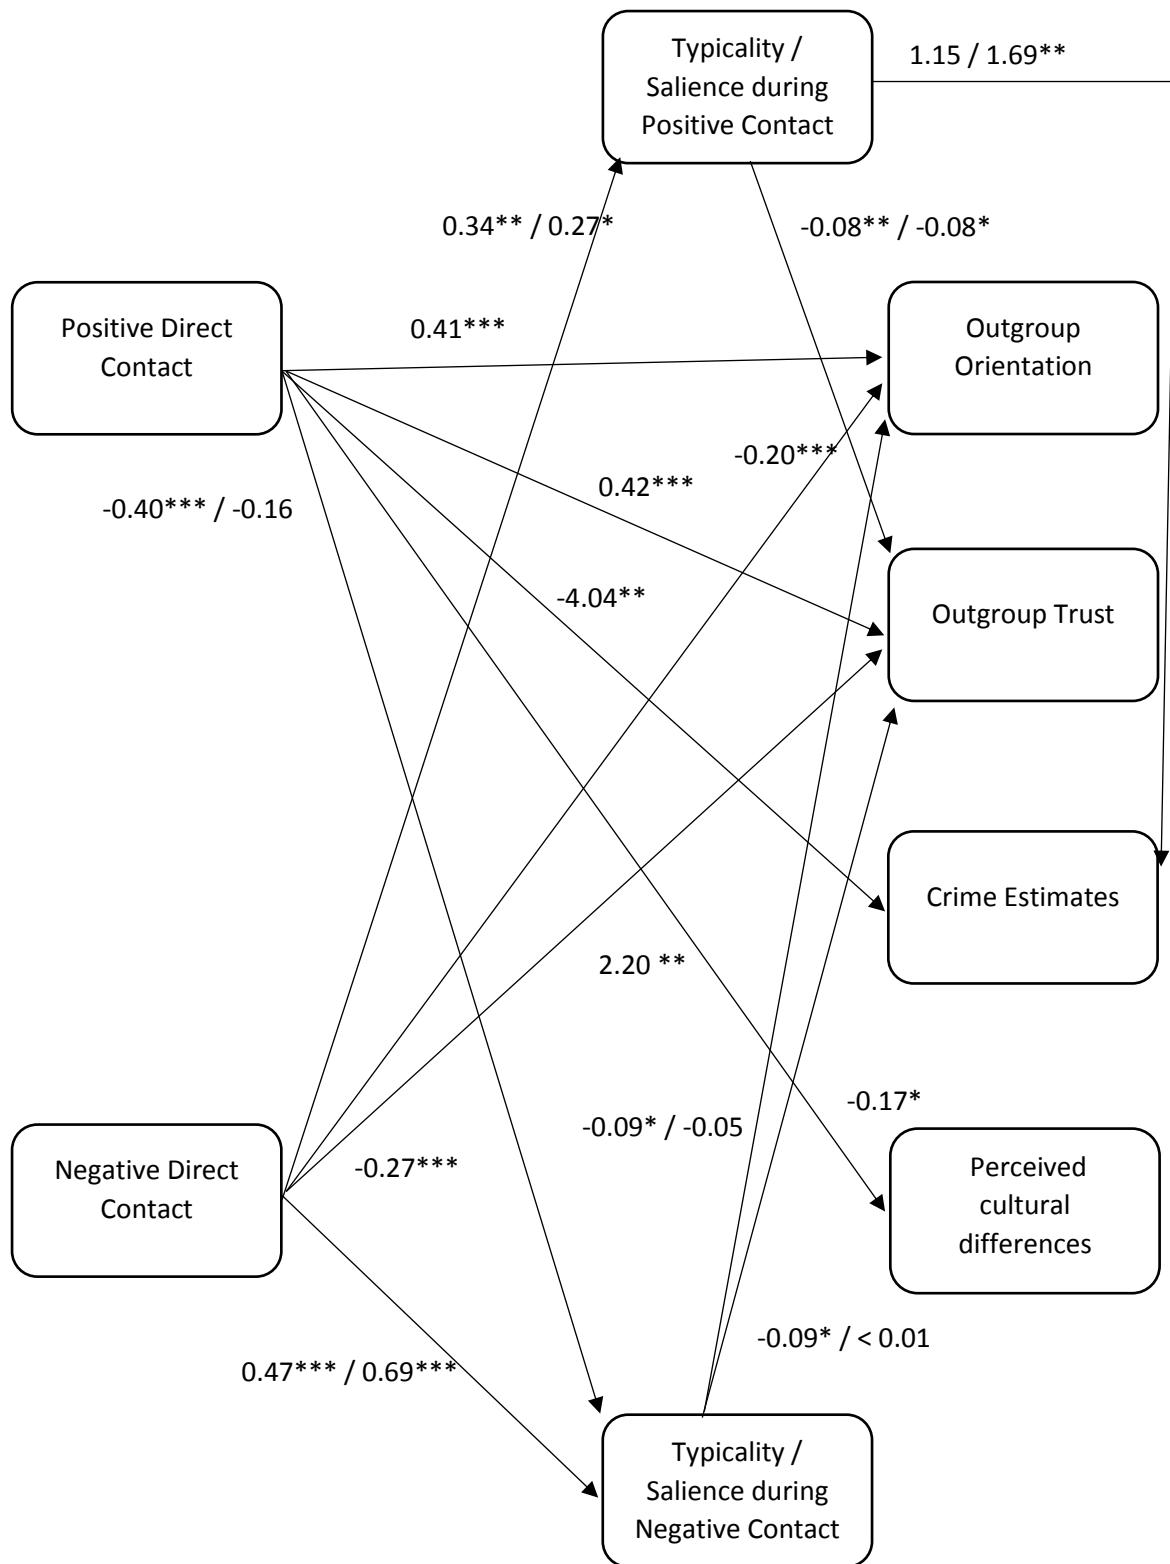 Typicality /
Salience during
Positive Contact
1.15 / 1.69**
0.34** / 0.27*
-0.08** / -0.08*
Positive Direct
Contact
0.41***
Outgroup
Orientation
-0.20***
0.42***
-0.40*** / -0.16
-4.04**
Outgroup Trust
Crime Estimates
2.20 **
-0.17*
-0.09* / -0.05
Negative Direct
Contact
-0.27***
Perceived
cultural
differences
-0.09* / < 0.01
0.47*** / 0.69***
Typicality /
Salience during
Negative Contact